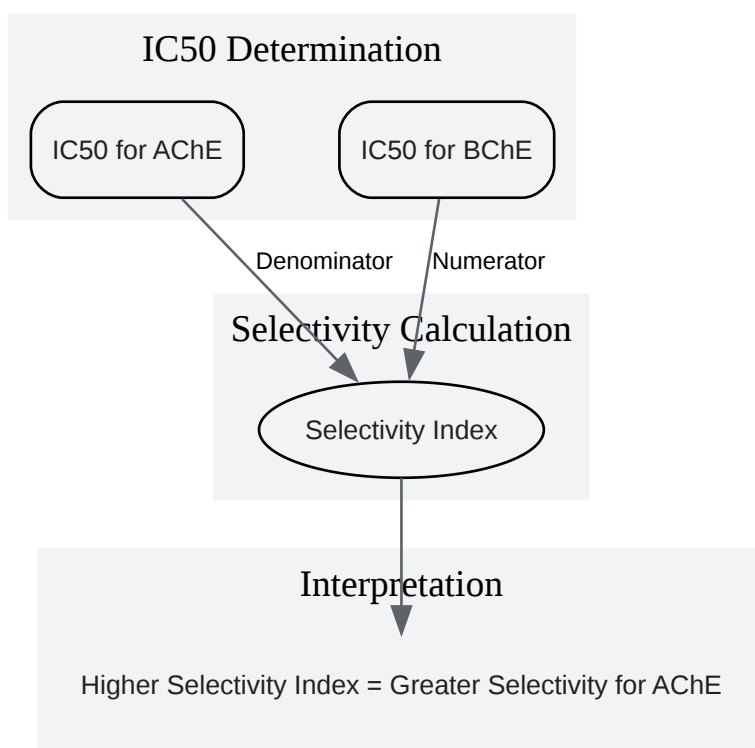 IC50 Determination
IC50 for AChE
IC50 for BChE
Denominator
Numerator
Selectivity Calculation
Selectivity Index
Interpretation
Higher Selectivity Index = Greater Selectivity for AChE